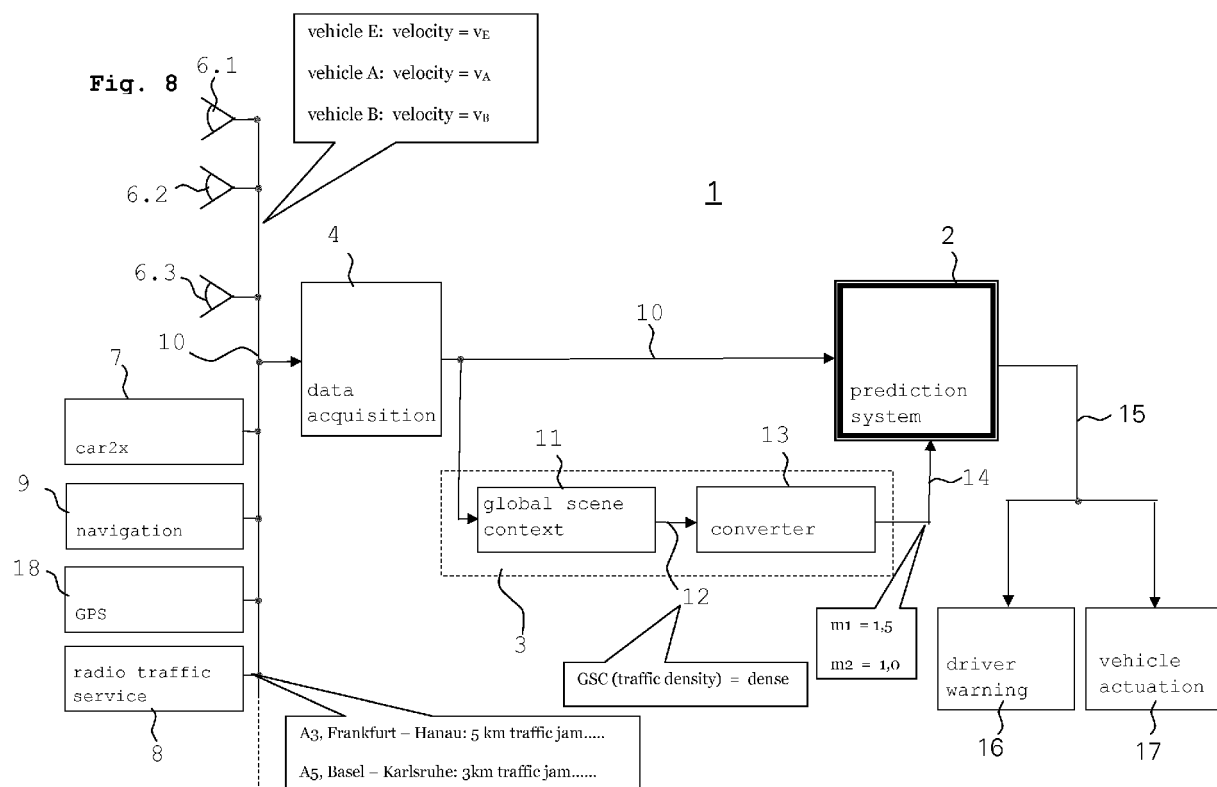 vehicle E: velocity = vE
vehicle A: velocity = vA
vehicle B: velocity = vB
Fig. 8
6.1
6.2
6.3
1
4
2
10
10
data
acquisition
prediction
system
15
7
car2x
11
13
14
global scene
context
converter
9
navigation
12
3
18
GPS
m1 = 1,5
m2 = 1,0
driver
warning
vehicle
actuation
GSC (traffic density) = dense
radio traffic
service
8
16
17
A3, Frankfurt – Hanau: 5 km traffic jam.....
A5, Basel – Karlsruhe: 3km traffic jam......